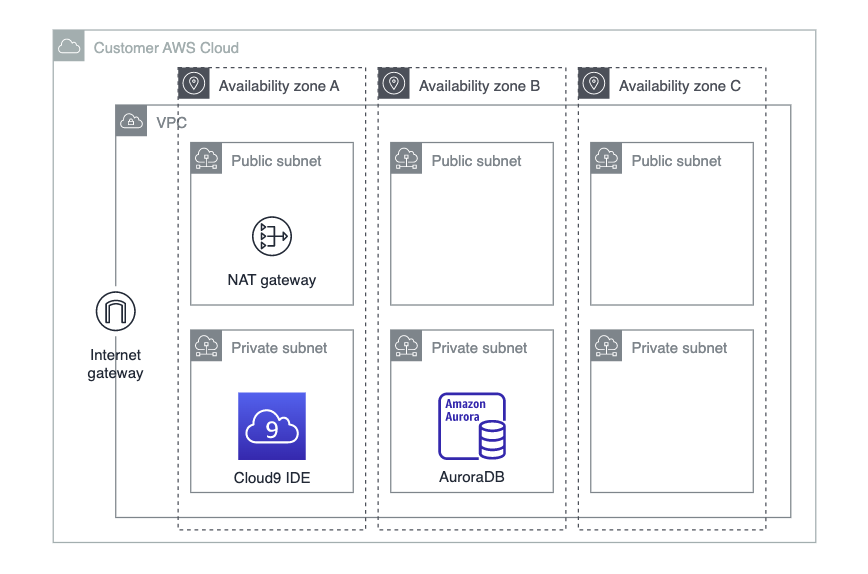 Customer AWS Cloud
Availability zone A
Availability zone B
Availability zone C
VPC
Public subnet
Public subnet
Public subnet
NAT gateway
Internet
gateway
Private subnet
Private subnet
Private subnet
9
Amazon
Aurora
Cloud9 IDE
AuroraDB